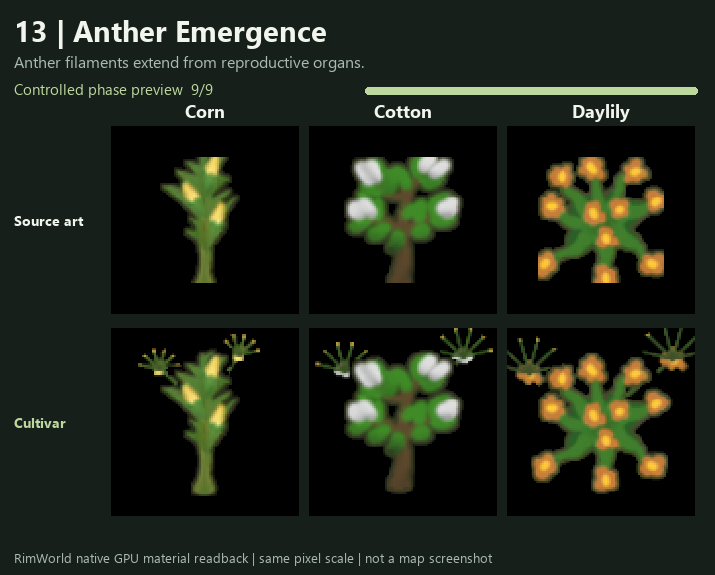 13 | Anther Emergence
Anther filaments extend from reproductive organs.
Controlled phase preview 9/9
Corn Cotton Daylily
Source art
Cultivar
RimWorld native GPU material readback | same pixel scale | not a map screenshot